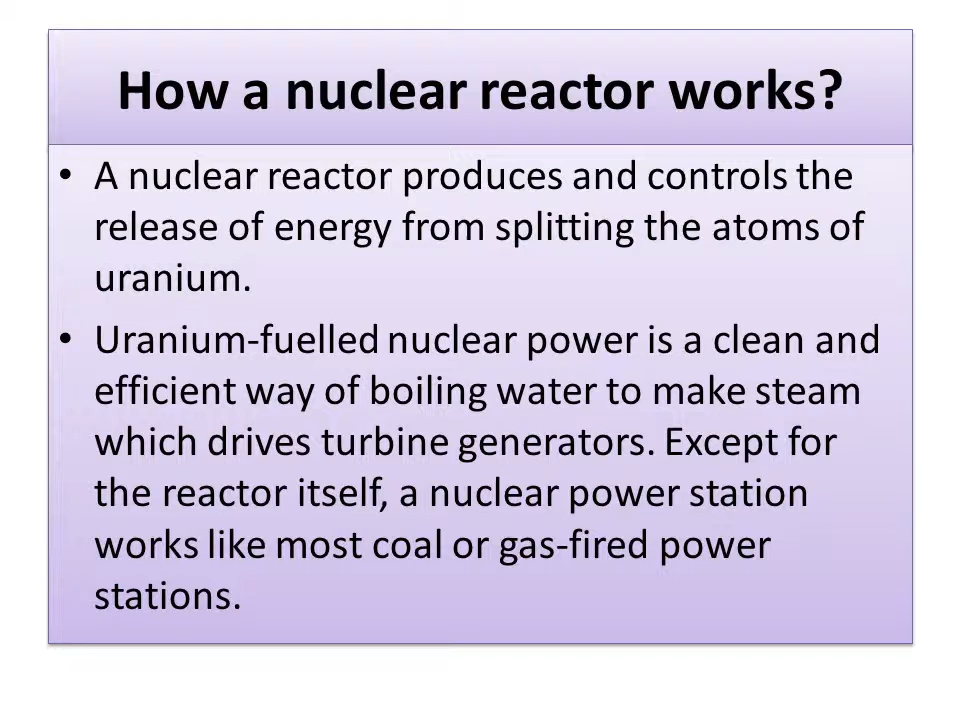 How a nuclear reactor works?
• A nuclear reactor produces and controls the
release of energy from splitting the atoms of
uranium.
• Uranium-fuelled nuclear power is a clean and
efficient way of boiling water to make steam
which drives turbine generators. Except for
the reactor itself, a nuclear power station
works like most coal or gas-fired power
stations.